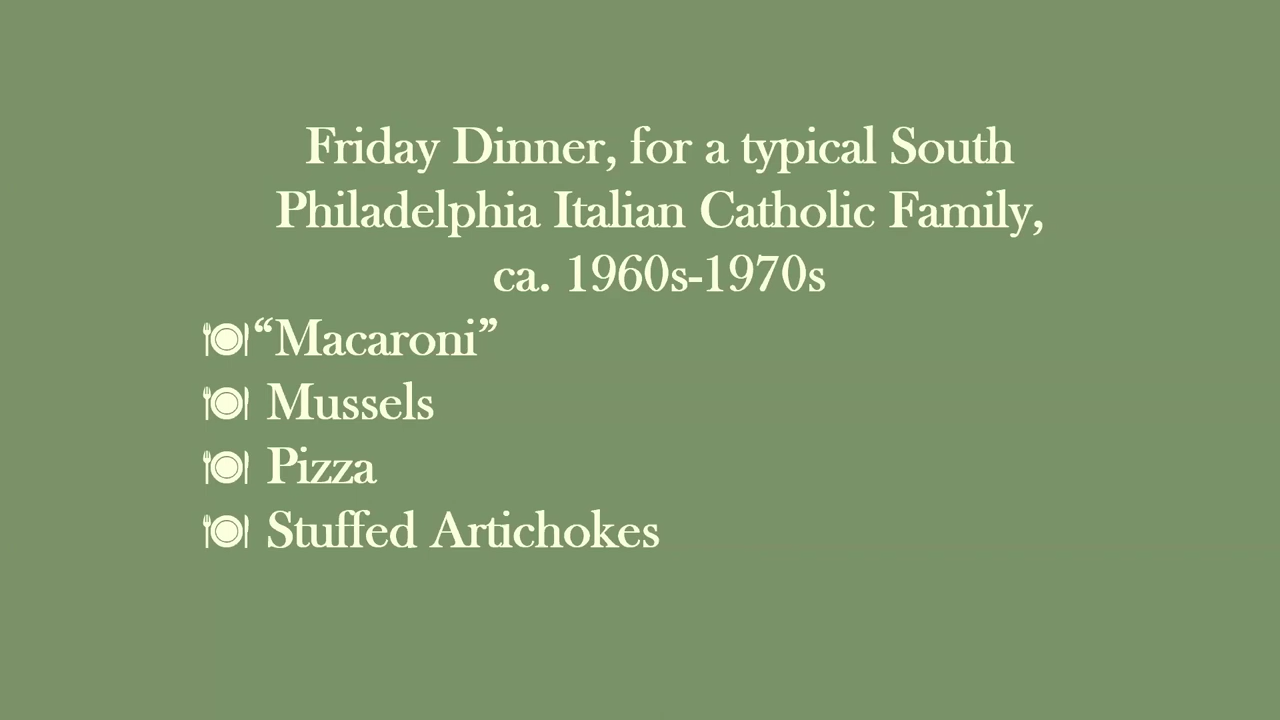 Friday Dinner, for a typical South
Philadelphia Italian Catholic Family,
ca. 1960s-1970s
🍽“Macaroni”
🍽 Mussels
🍽 Pizza
🍽 Stuffed Artichokes